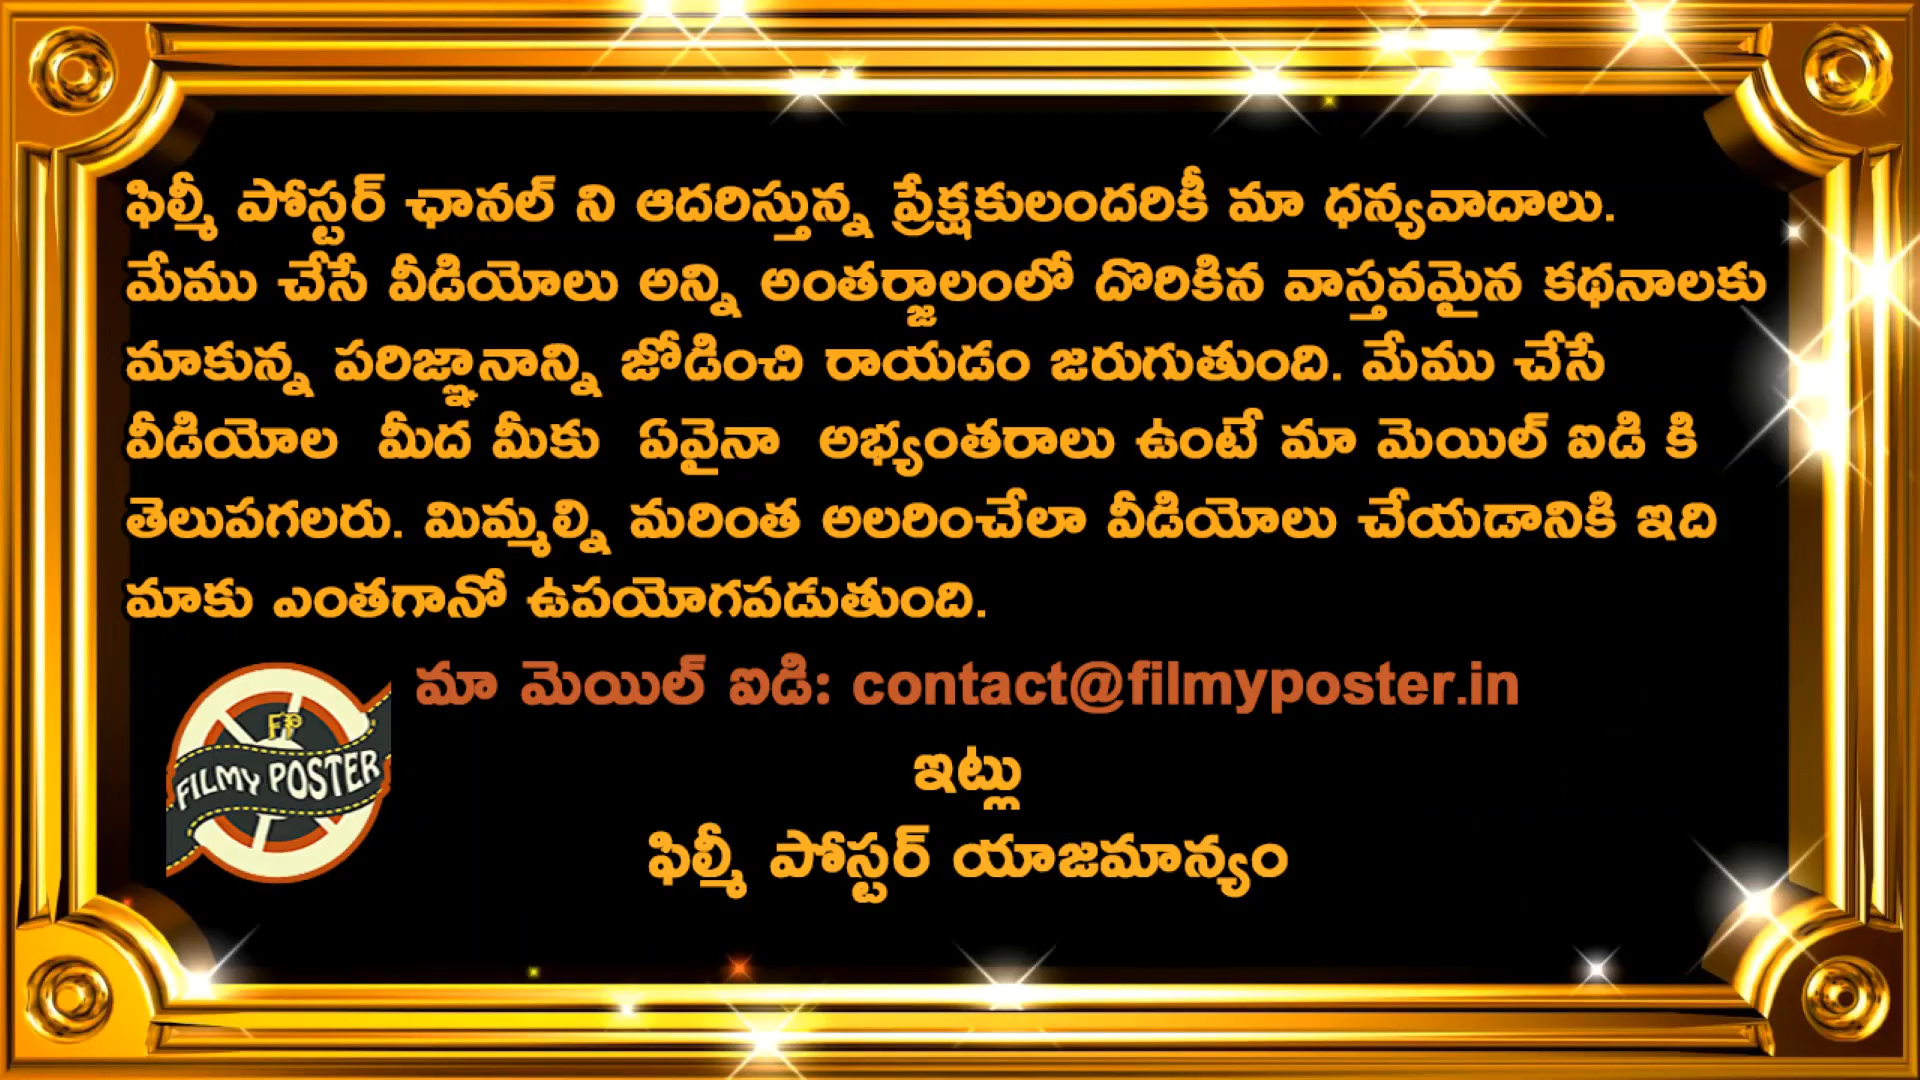 ఫిల్మీ పోస్టర్ ఛానల్ ని ఆదరిస్తున్న ప్రేక్షకులందరికీ మా ధన్యవాదాలు.
మేము చేసే వీడియోలు అన్ని అంతర్జాలంలో దొరికిన వాస్తవమైన కథనాలకు
మాకున్న పరిజ్ఞానాన్ని జోడించి రాయడం జరుగుతుంది. మేము చేసే
వీడియోల మీద మీకు ఏవైనా అభ్యంతరాలు ఉంటే మా మెయిల్ ఐడి కి
తెలుపగలరు. మిమ్మల్ని మరింత అలరించేలా వీడియోలు చేయడానికి ఇది
మాకు ఎంతగానో ఉపయోగపడుతుంది.
మా మెయిల్ ఐడి: contact@filmyposter.in
FP
FILMY POSTER
ఇట్లు
ఫిల్మీ పోస్టర్ యాజమాన్యం